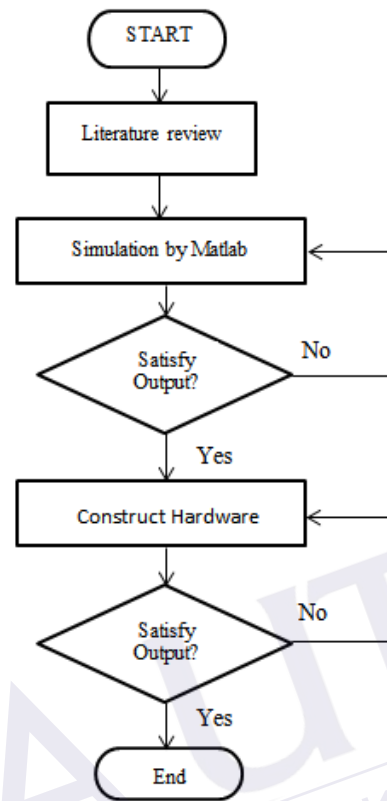 START
Literature review
Simulation by Matlab
Satisfy
Output?
No
Yes
Construct Hardware
Satisfy
Output?
No
Yes
End